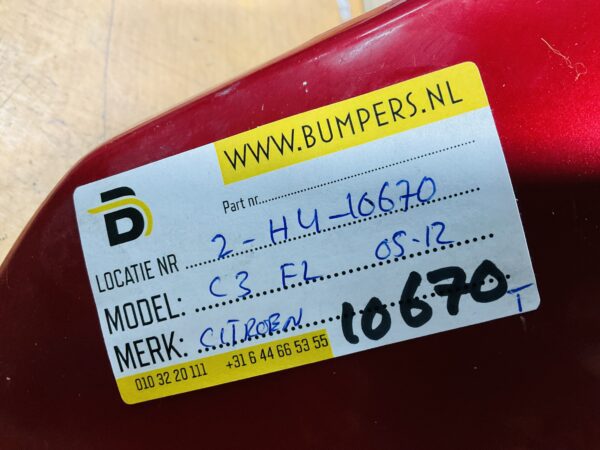 WWW.BUMPERS.NL
Part nr.
LOCATIE NR 2-H4-10670
MODEL: C3 FL 05-12
MERK: CITROEN 10670 T
010 32 20 111 +31 6 44 66 53 55